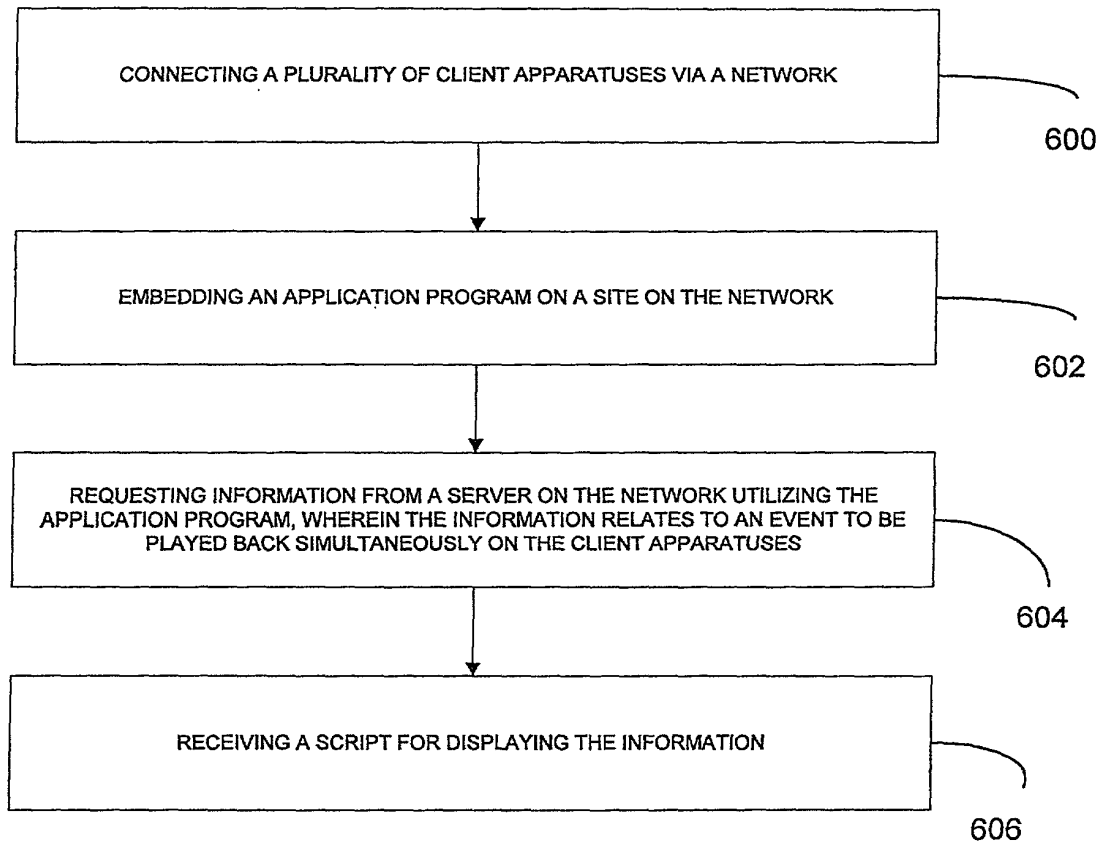 CONNECTING A PLURALITY OF CLIENT APPARATUSES VIA A NETWORK
600
EMBEDDING AN APPLICATION PROGRAM ON A SITE ON THE NETWORK
602
REQUESTING INFORMATION FROM A SERVER ON THE NETWORK UTILIZING THE
APPLICATION PROGRAM, WHEREIN THE INFORMATION RELATES TO AN EVENT TO BE
PLAYED BACK SIMULTANEOUSLY ON THE CLIENT APPARATUSES
604
RECEIVING A SCRIPT FOR DISPLAYING THE INFORMATION
606